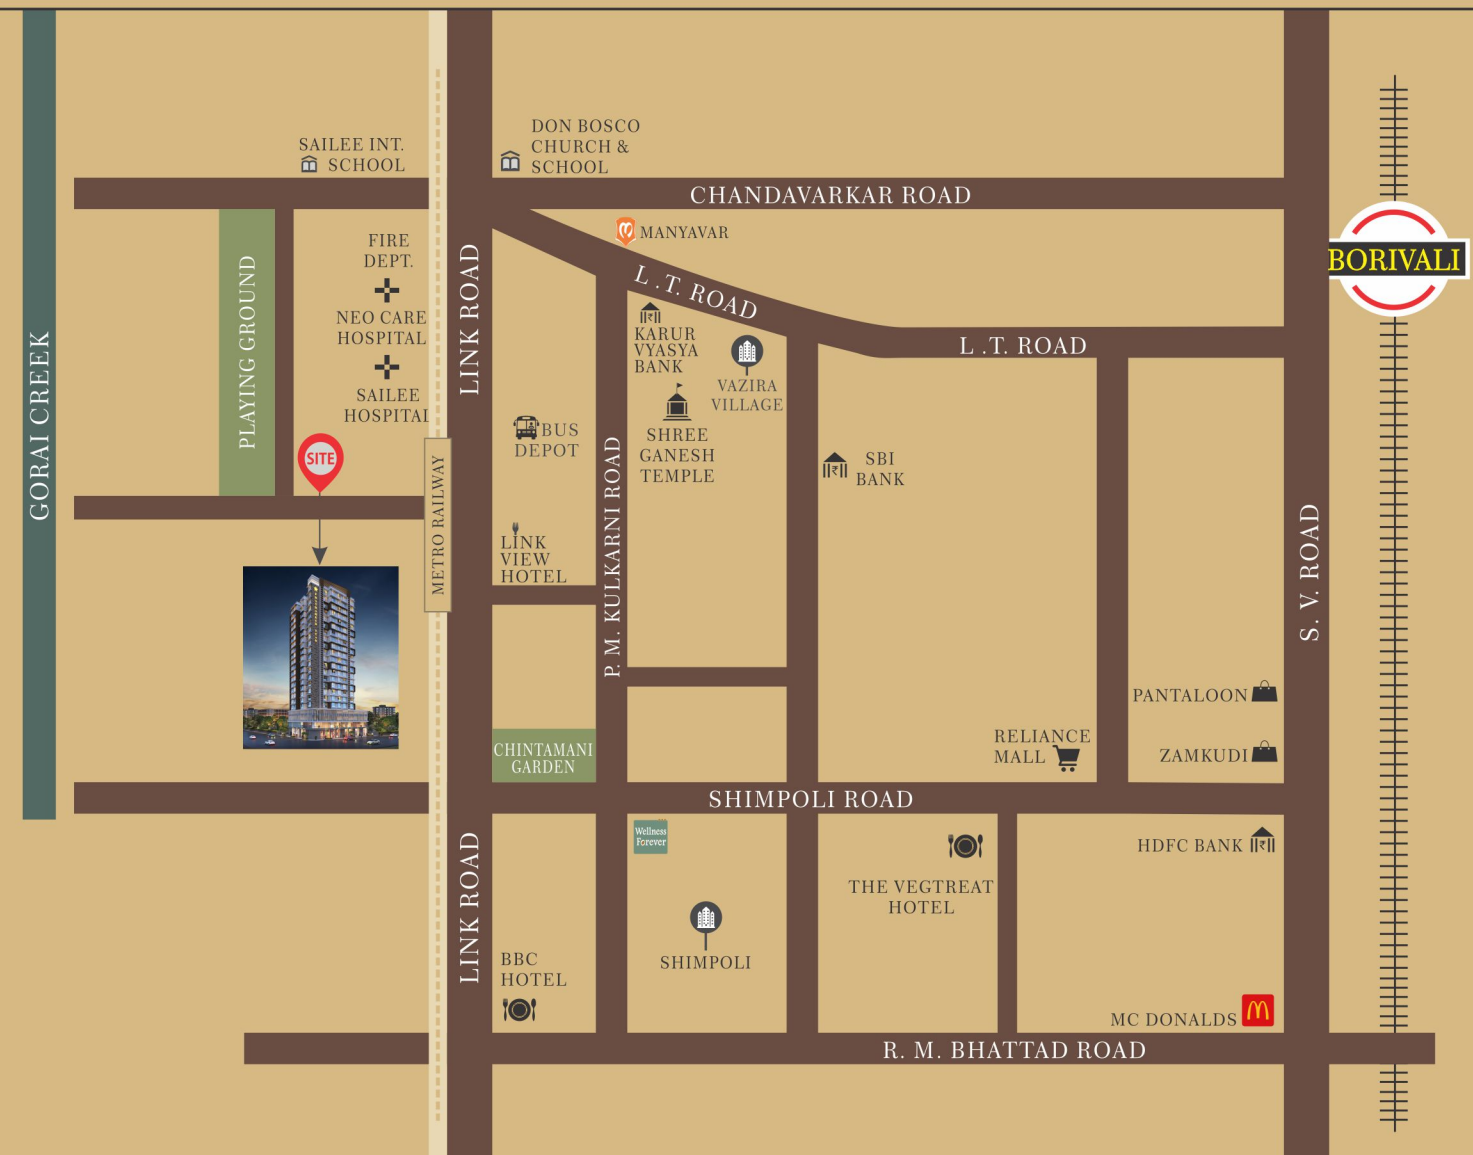 DON BOSCO
CHURCH &
SCHOOL
SAILEE INT.
SCHOOL
CHANDAVARKAR ROAD
MANYAVAR
FIRE
DEPT.
NEO CARE
HOSPITAL
SAILEE
HOSPITAL
PLAYING GROUND
GORAI CREEK
LINK ROAD
L .T. ROAD
L .T. ROAD
BORIVALI
KARUR
VYASYA
BANK
VAZIRA
VILLAGE
SHREE
GANESH
TEMPLE
BUS
DEPOT
SBI
BANK
SITE
METRO RAILWAY
LINK
VIEW
HOTEL
P. M. KULKARNI ROAD
S. V. ROAD
PANTALOON
RELIANCE
MALL
ZAMKUDI
CHINTAMANI
GARDEN
SHIMPOLI ROAD
Wellness
Forever
HDFC BANK
LINK ROAD
THE VEGTREAT
HOTEL
SHIMPOLI
BBC
HOTEL
MC DONALDS
R. M. BHATTAD ROAD